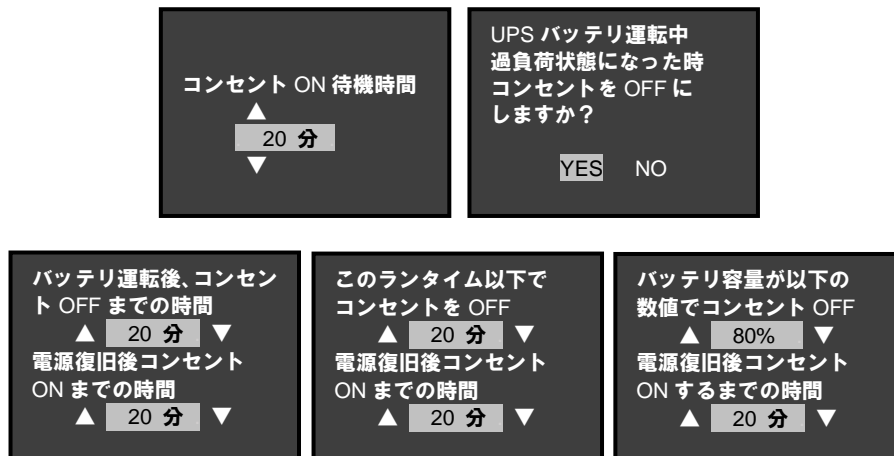 コンセント ON 待機時間
▲
20 分
▼
UPS バッテリ運転中
過負荷状態になった時
コンセントを OFF に
しますか？
YES NO
バッテリ運転後、コンセン
ト OFF までの時間
▲ 20 分 ▼
電源復旧後コンセント
ON までの時間
▲ 20 分 ▼
このランタイム以下で
コンセントを OFF
▲ 20 分 ▼
電源復旧後コンセント
ON までの時間
▲ 20 分 ▼
バッテリ容量が以下の
数値でコンセント OFF
▲ 80% ▼
電源復旧後コンセント
ON するまでの時間
▲ 20 分 ▼